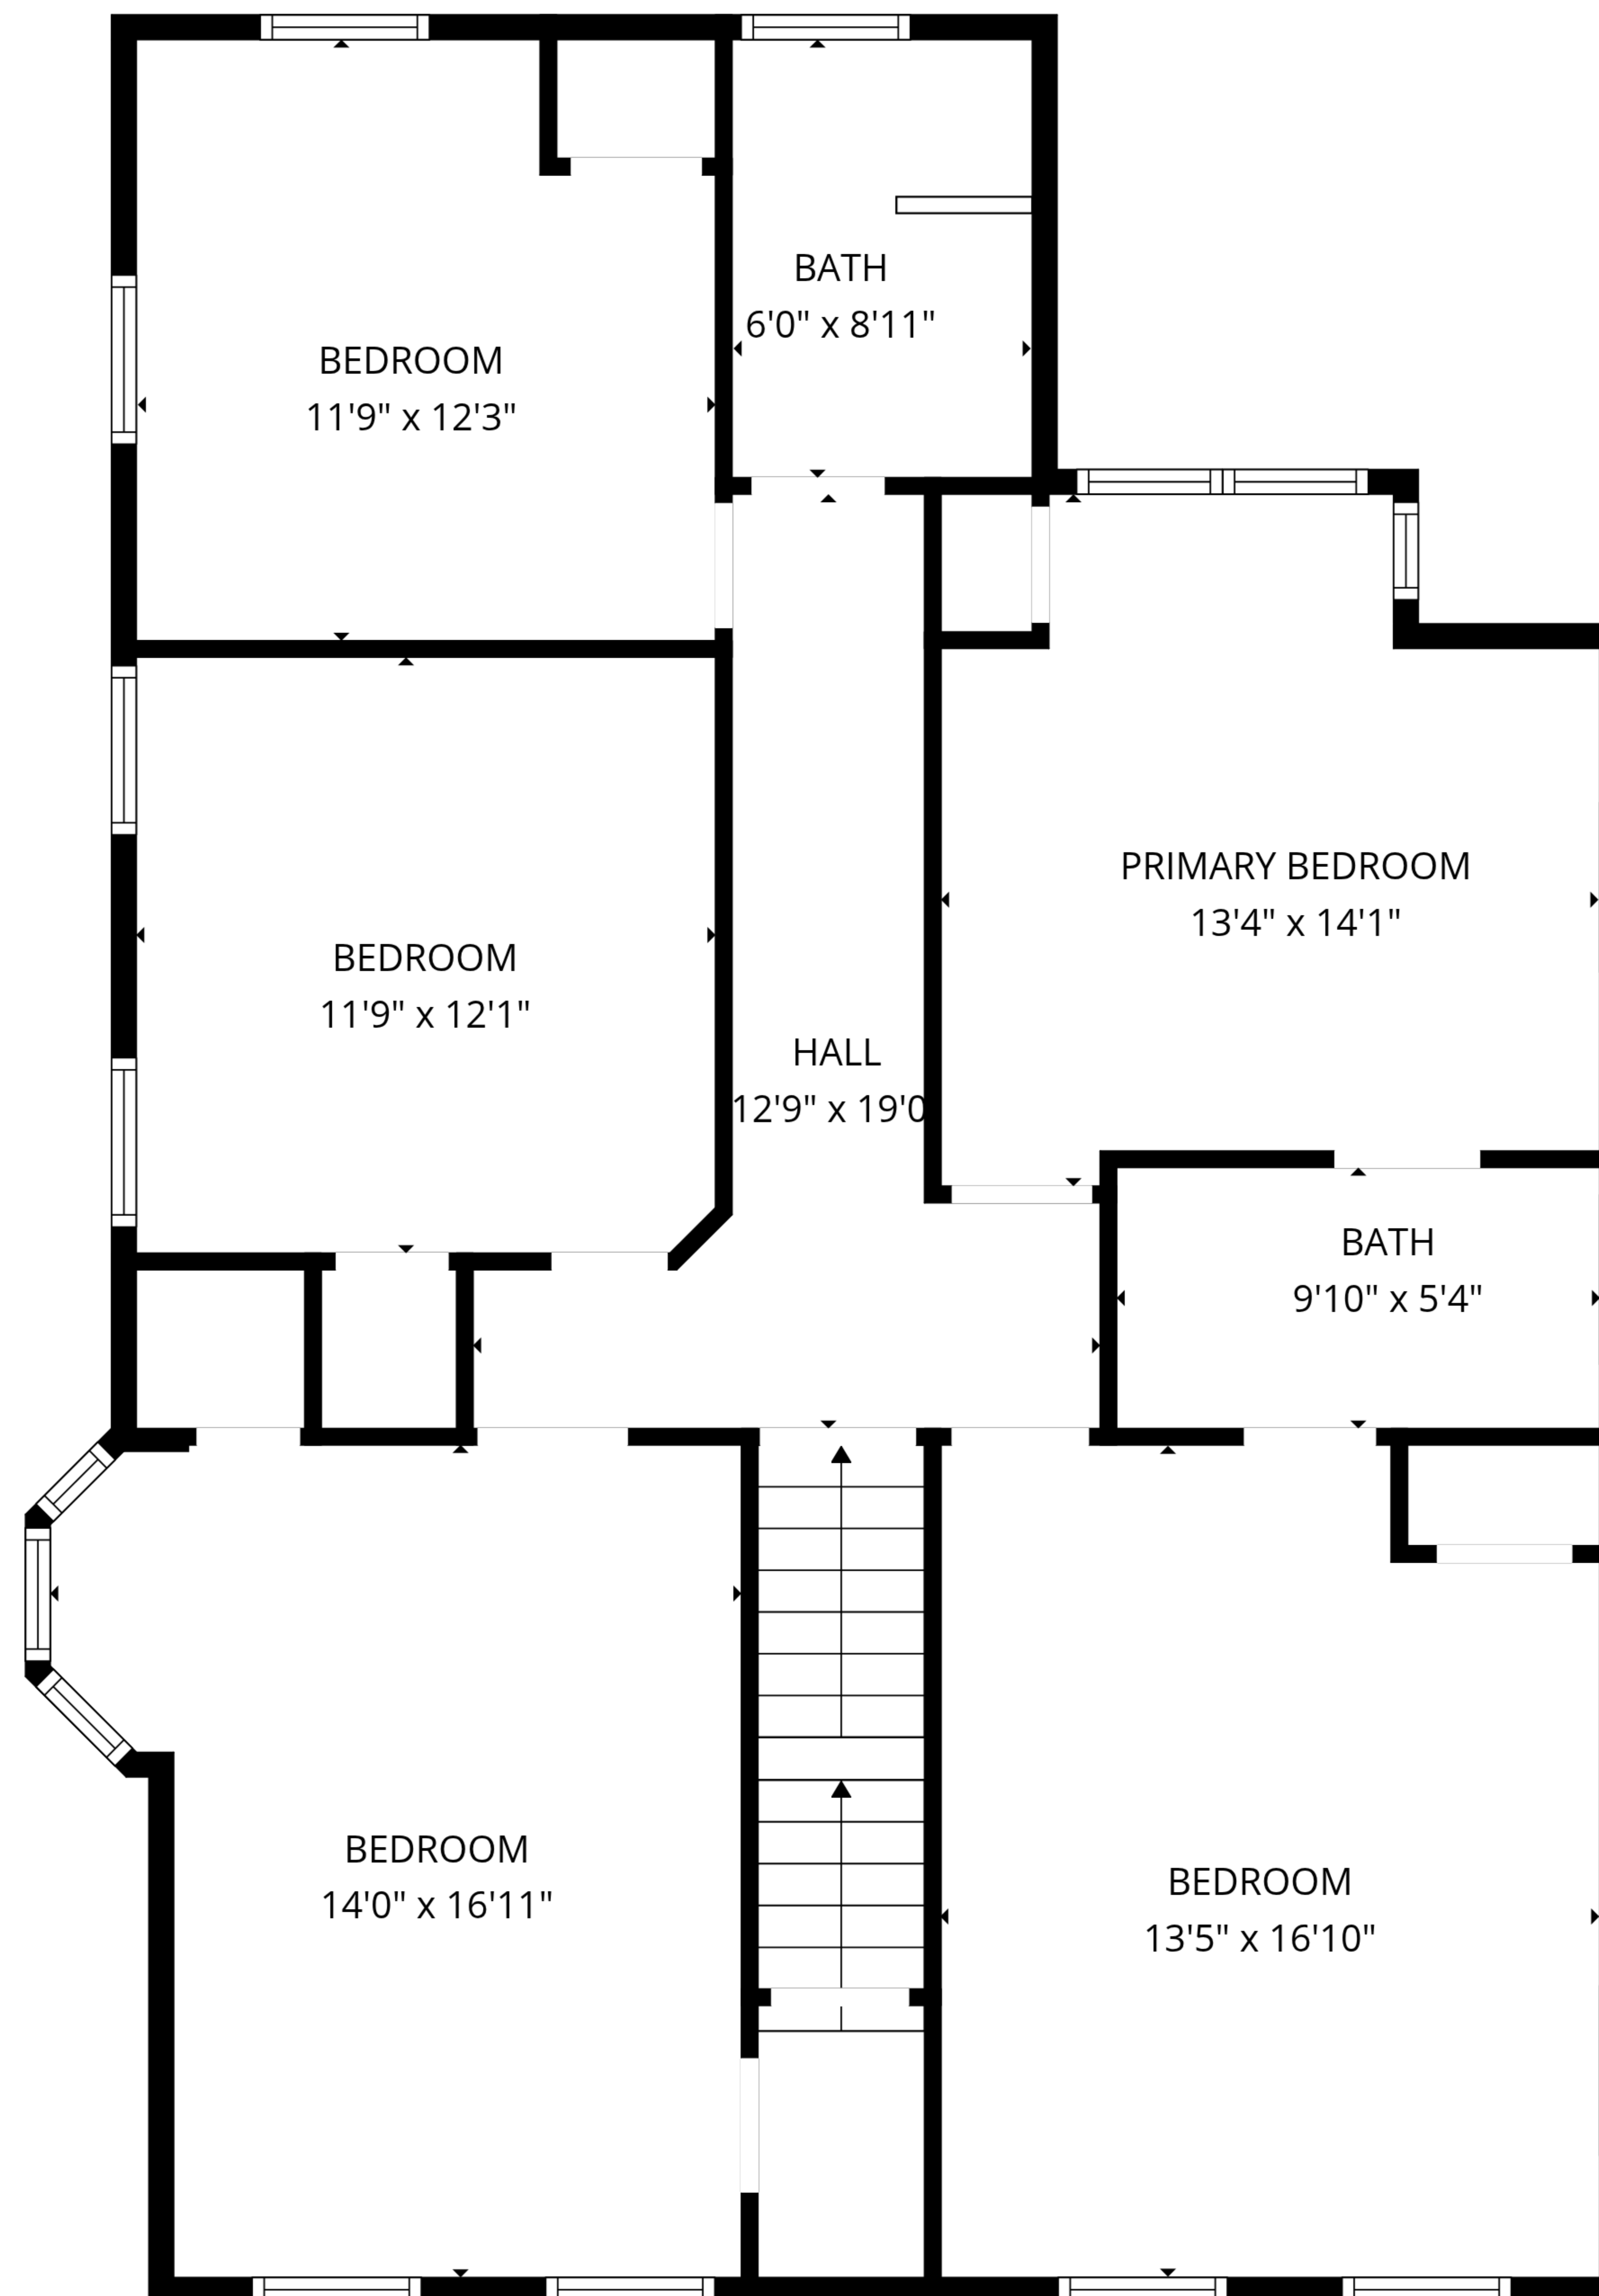 BATH
6'0" x 8'11"
BEDROOM
11'9" x 12'3"
PRIMARY BEDROOM
13'4" x 14'1"
BEDROOM
11'9" x 12'1"
HALL
12'9" x 19'0
BATH
9'10" x 5'4"
BEDROOM
14'0" x 16'11"
BEDROOM
13'5" x 16'10"